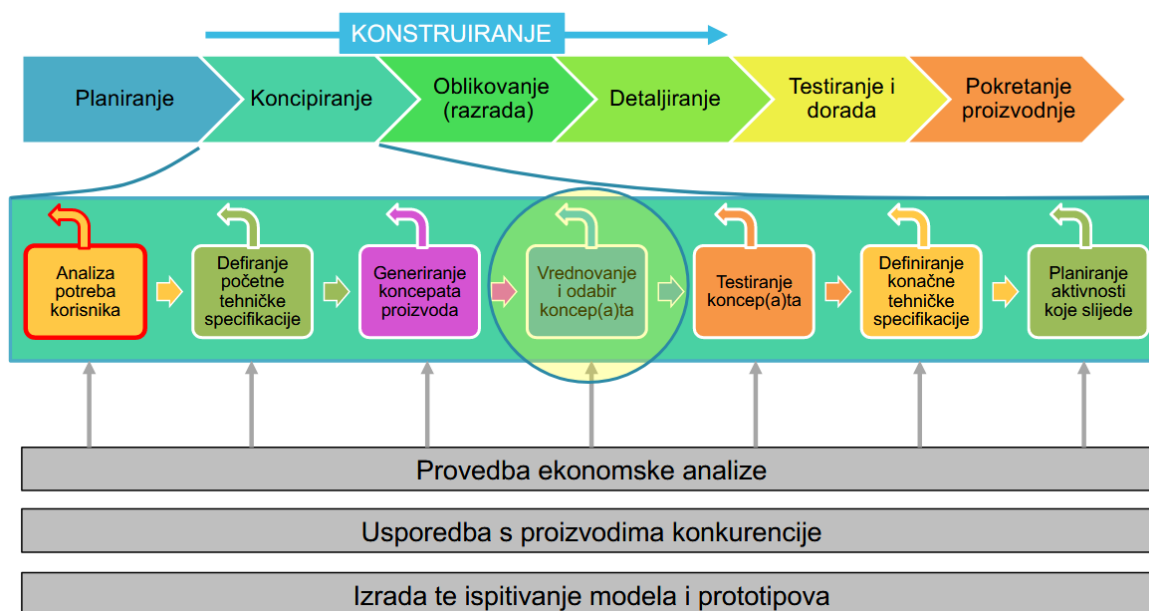 KONSTRUIRANJE
Planiranje
Koncipiranje
Oblikovanje
(razrada)
Detaljiranje
Testiranje i
dorada
Pokretanje
proizvodnje
Analiza
potreba
korisnika
Defiranje
početne
tehničke
specifikacije
Generiranje
koncepata
proizvoda
Vrednovanje
i odabir
koncep(a)ta
Testiranje
koncep(a)ta
Definiranje
konačne
tehničke
specifikacije
Planiranje
aktivnosti
koje slijede
Provedba ekonomske analize
Usporedba s proizvodima konkurencije
Izrada te ispitivanje modela i prototipova